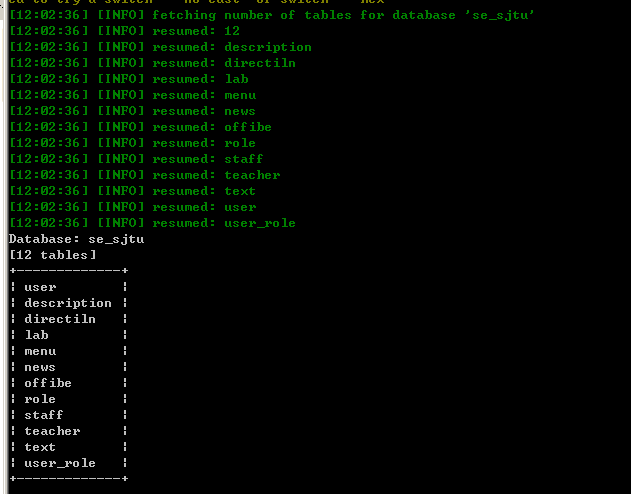 [12:02:36] [INFO] fetching number of tables for database 'se_sjtu'
[12:02:36] [INFO] resumed: 12
[12:02:36] [INFO] resumed: description
[12:02:36] [INFO] resumed: directiln
[12:02:36] [INFO] resumed: lab
[12:02:36] [INFO] resumed: menu
[12:02:36] [INFO] resumed: news
[12:02:36] [INFO] resumed: offibe
[12:02:36] [INFO] resumed: role
[12:02:36] [INFO] resumed: staff
[12:02:36] [INFO] resumed: teacher
[12:02:36] [INFO] resumed: text
[12:02:36] [INFO] resumed: user
[12:02:36] [INFO] resumed: user_role
Database: se_sjtu
[12 tables]
+-------------+
| user        |
| description |
| directiln   |
| lab         |
| menu        |
| news        |
| offibe      |
| role        |
| staff       |
| teacher     |
| text        |
| user_role   |
+-------------+